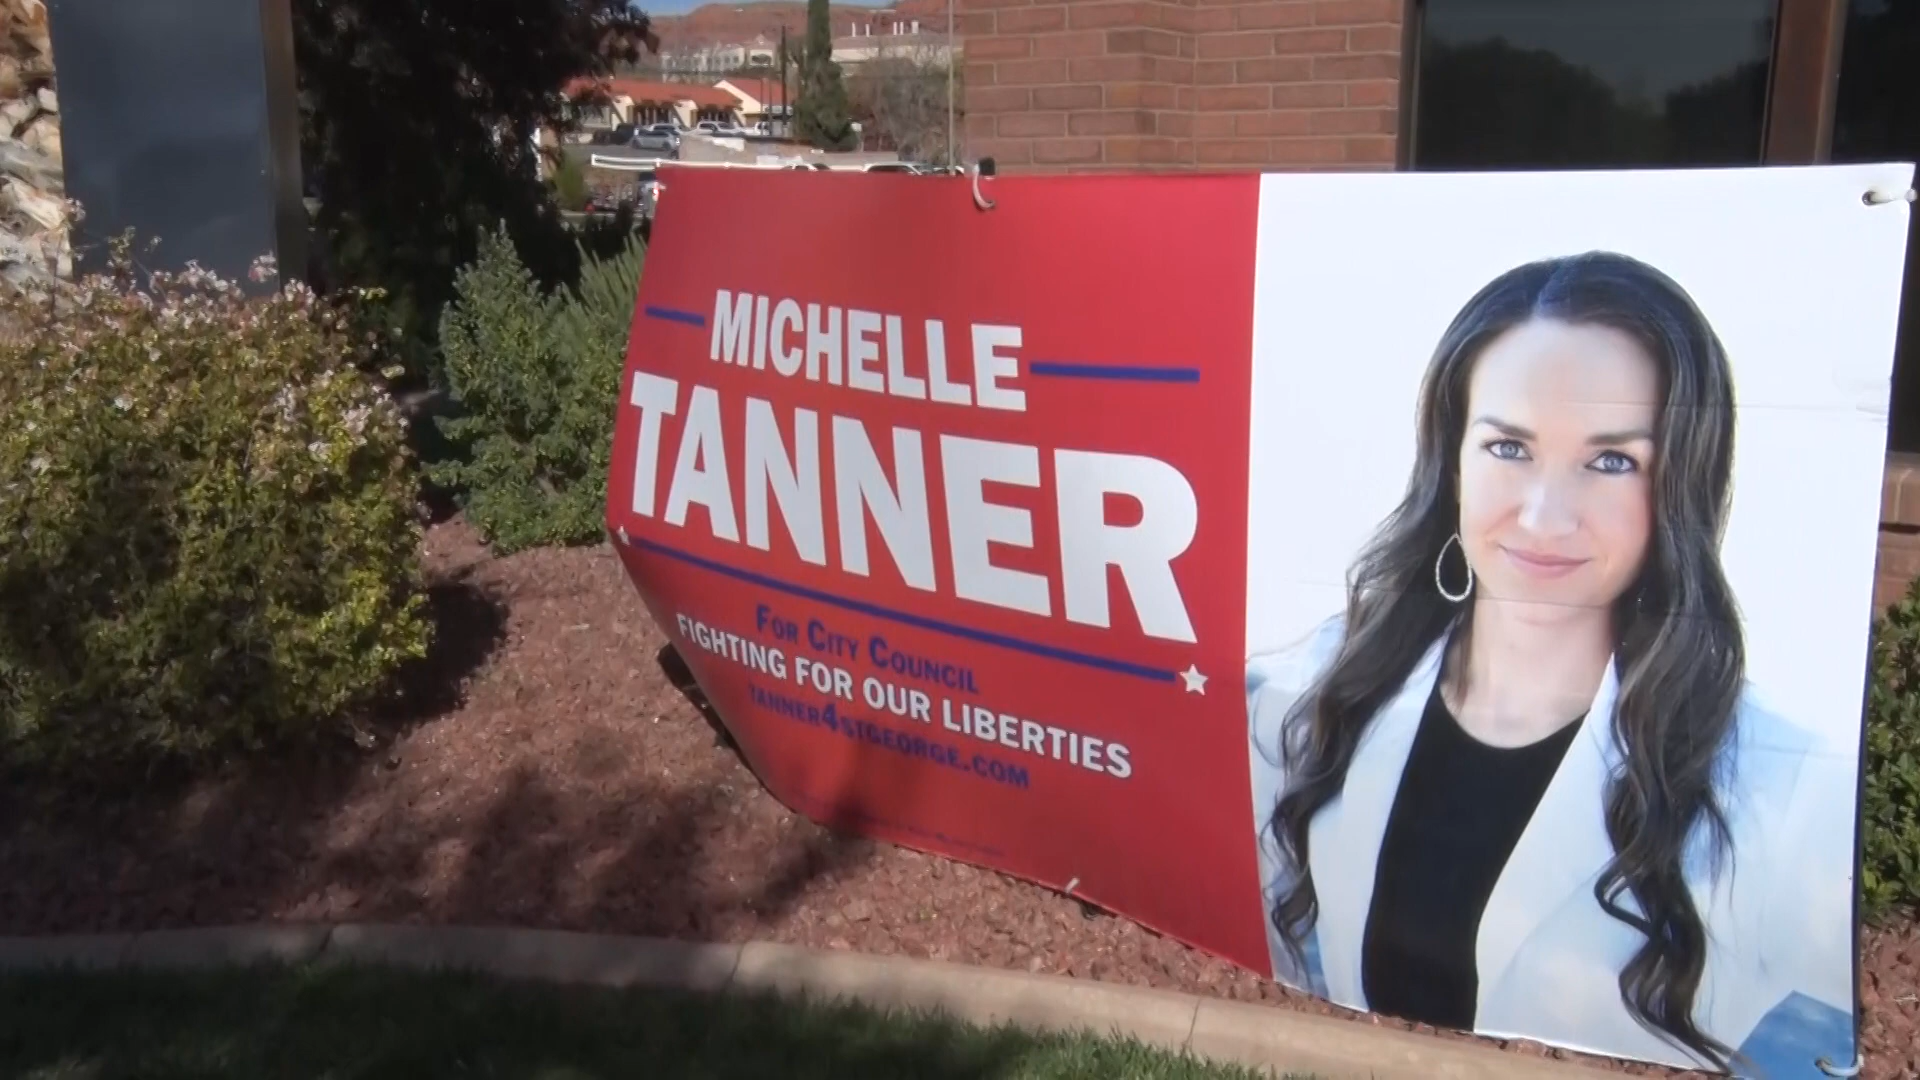 MICHELLE
TANNER
FOR CITY COUNCIL
FIGHTING FOR OUR LIBERTIES
TANNER4STGEORGE.COM